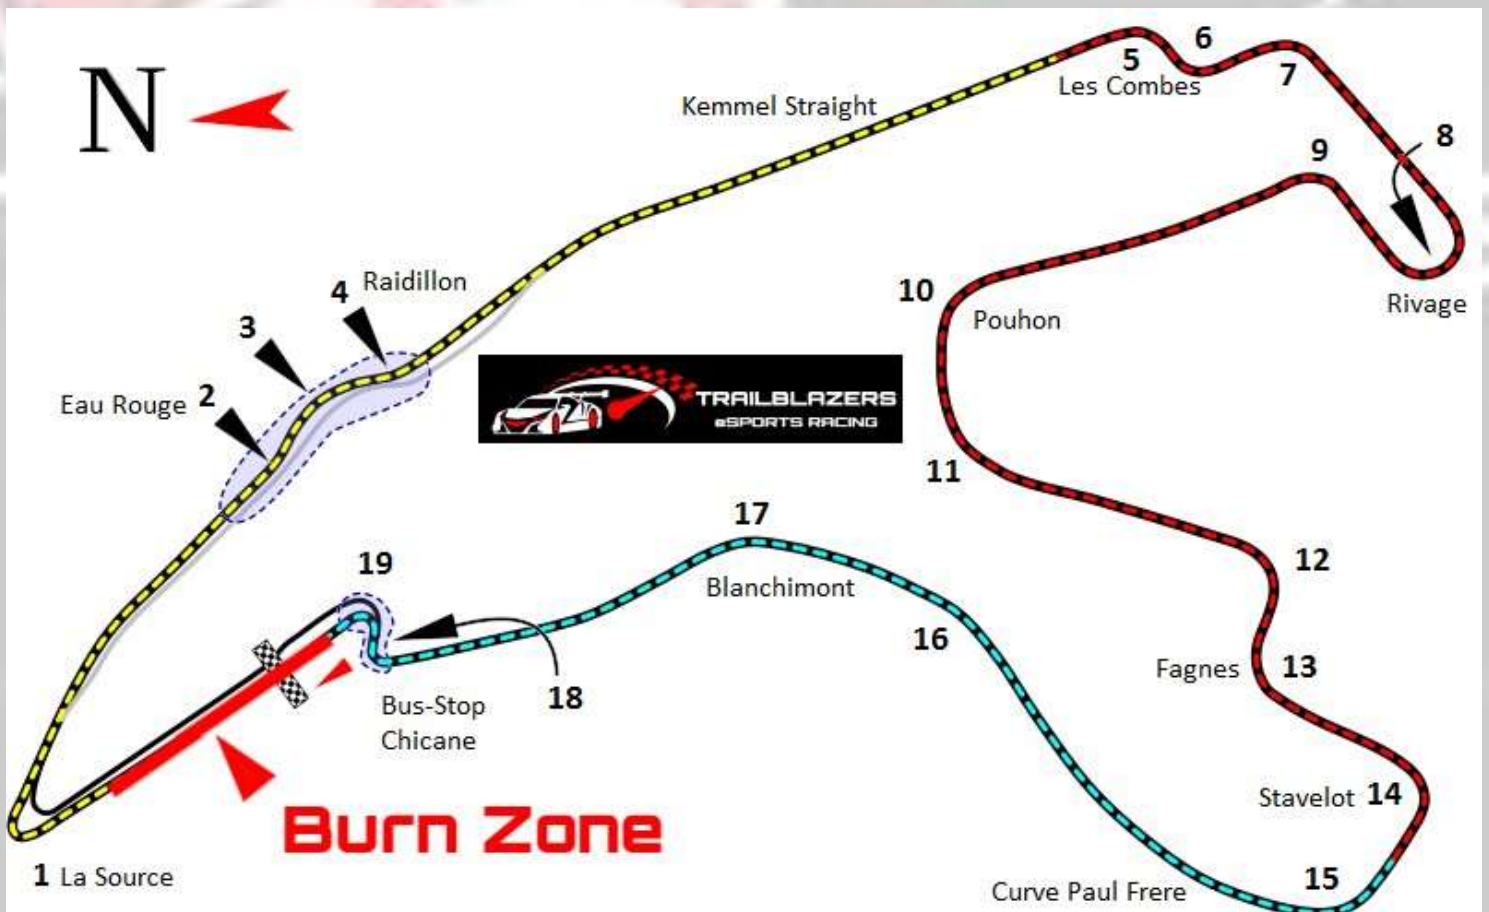 N
Kemmel Straight
5
6
7
Les Combes
8
9
Rivage
4 Raidillon
3
Eau Rouge 2
10
Pouhon
TRAILBLAZERS
eSPORTS RACING
11
17
Blanchimont
12
19
16
Fagnes 13
18
Bus-Stop
Chicane
Stavelot 14
Burn Zone
1 La Source
15
Curve Paul Frere